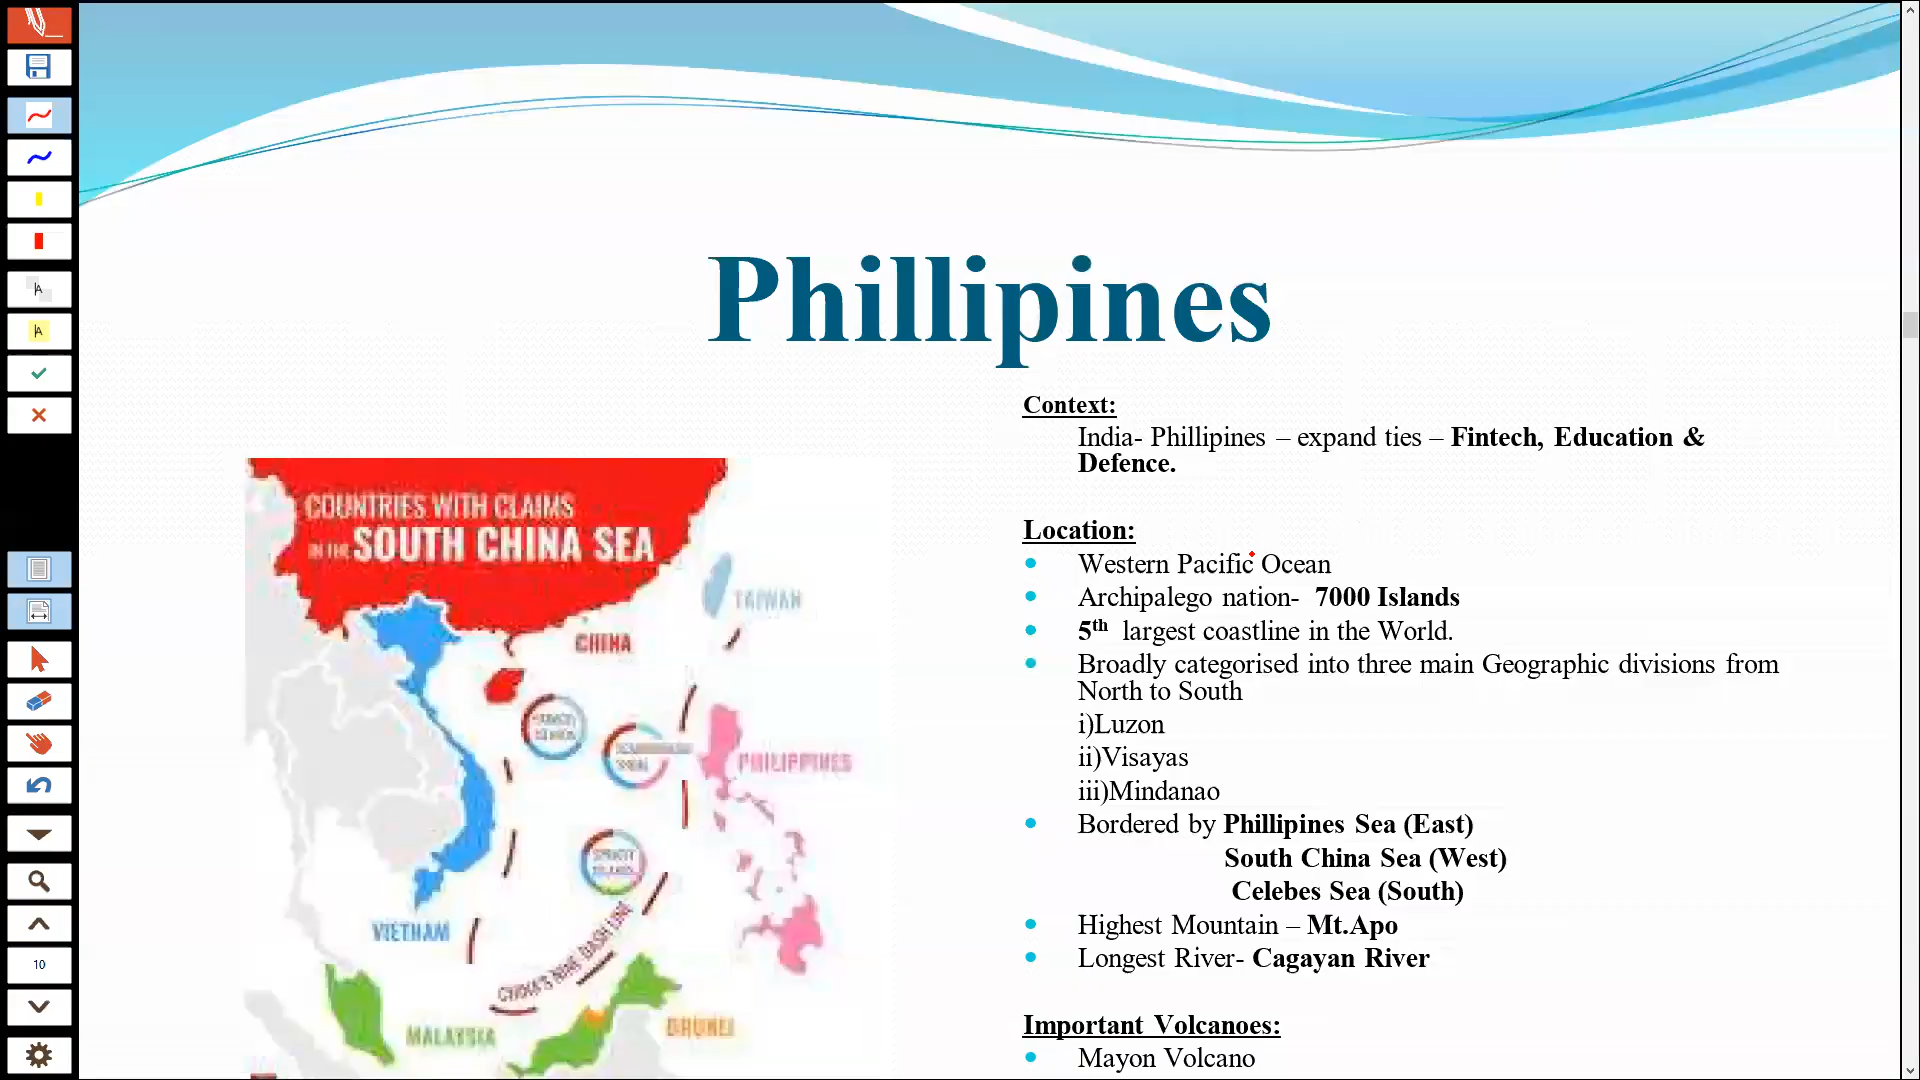 Phillipines
Context:
India- Phillipines – expand ties – Fintech, Education &
Defence.
Location:
Western Pacific Ocean
Archipalego nation- 7000 Islands
5th largest coastline in the World.
Broadly categorised into three main Geographic divisions from
North to South
i)Luzon
ii)Visayas
iii)Mindanao
Bordered by Phillipines Sea (East)
South China Sea (West)
Celebes Sea (South)
Highest Mountain – Mt.Apo
Longest River- Cagayan River
Important Volcanoes:
Mayon Volcano
COUNTRIES WITH CLAIMS
IN THE SOUTH CHINA SEA
TAIWAN
CHINA
PHILIPPINES
VIETNAM
CHINA'S NINE DASH LINE
MALAYSIA
BRUNEI
A
A
10